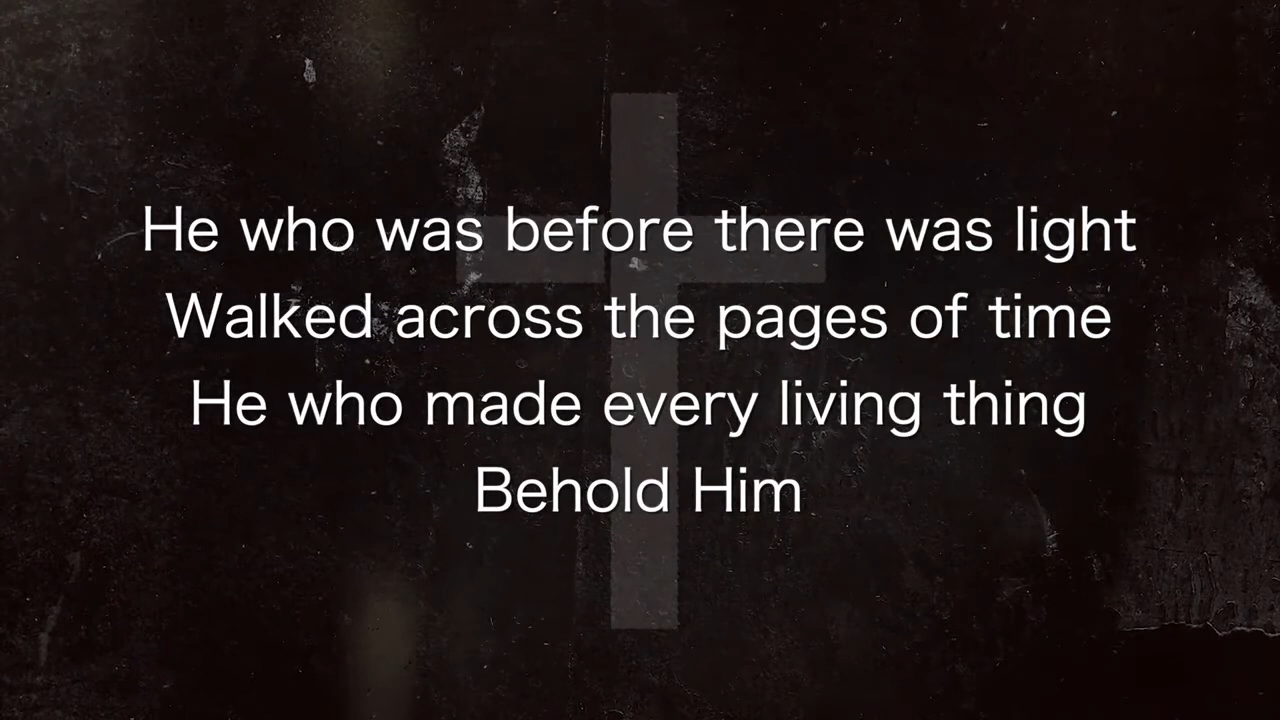 He who was before there was light
Walked across the pages of time
He who made every living thing
Behold Him